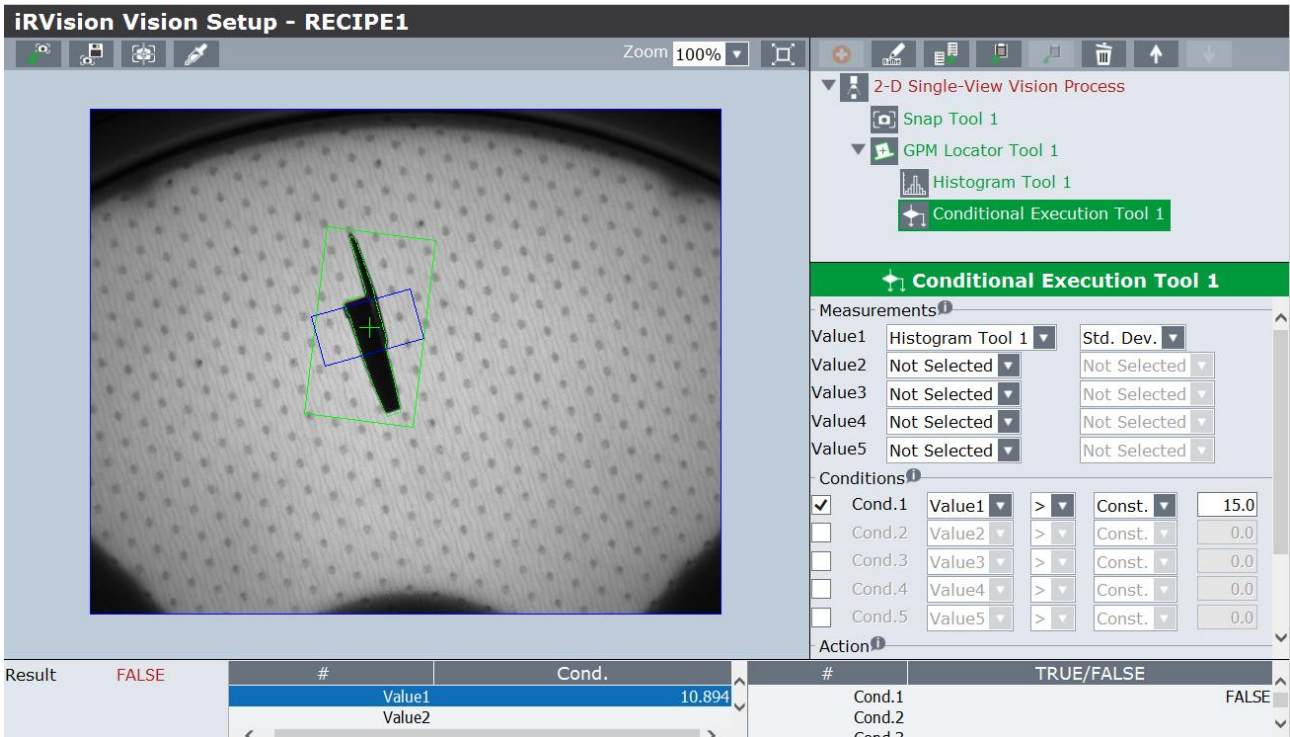 iRVision Vision Setup - RECIPE1
Zoom 100%
2-D Single-View Vision Process
Snap Tool 1
GPM Locator Tool 1
Histogram Tool 1
Conditional Execution Tool 1
Conditional Execution Tool 1
Measurements
Value1 Histogram Tool 1 Std. Dev.
Value2 Not Selected Not Selected
Value3 Not Selected Not Selected
Value4 Not Selected Not Selected
Value5 Not Selected Not Selected
Conditions
Cond.1 Value1 > Const. 15.0
Cond.2 Value2 > Const. 0.0
Cond.3 Value3 > Const. 0.0
Cond.4 Value4 > Const. 0.0
Cond.5 Value5 > Const. 0.0
Action
Result FALSE
# Cond.
Value1 10.894
Value2
# TRUE/FALSE
Cond.1 FALSE
Cond.2